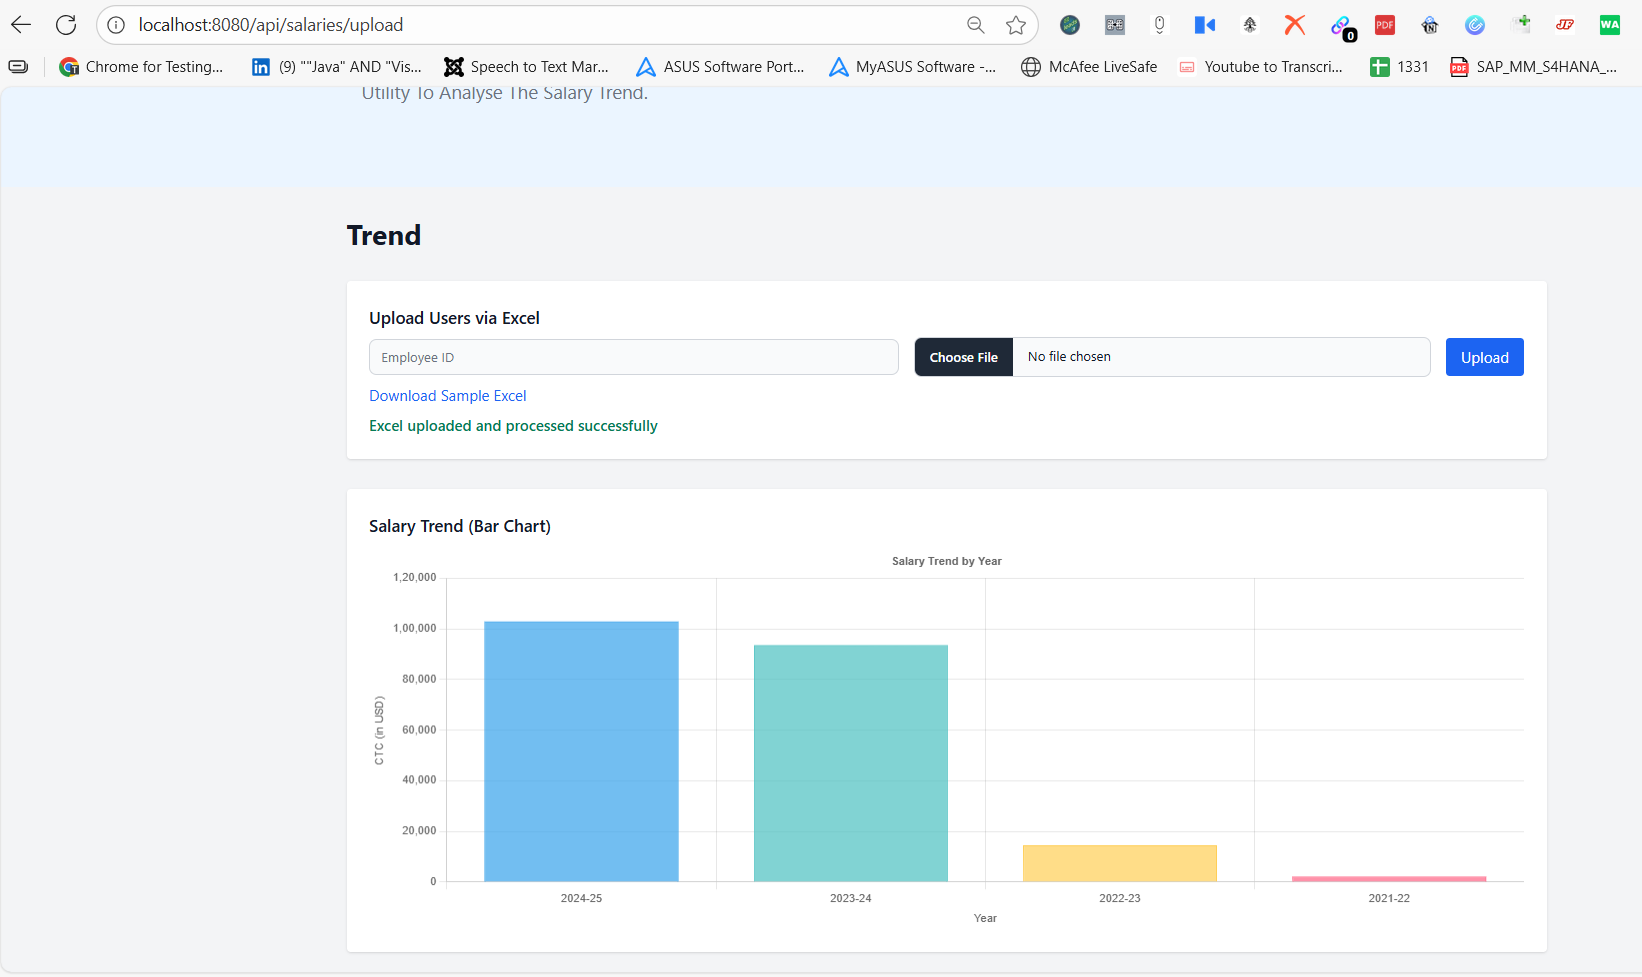 localhost:8080/api/salaries/upload
0
PDF
N
WA
Chrome for Testing...
(9) ""Java" AND "Vis...
Speech to Text Mar...
ASUS Software Port...
MyASUS Software -...
McAfee LiveSafe
Youtube to Transcri...
1331
PDF
SAP_MM_S4HANA_...
Utility To Analyse The Salary Trend.
Trend
Upload Users via Excel
Employee ID
Choose File
No file chosen
Upload
Download Sample Excel
Excel uploaded and processed successfully
Salary Trend (Bar Chart)
Salary Trend by Year
1,20,000
1,00,000
80,000
60,000
40,000
20,000
0
CTC (in USD)
2024-25
2023-24
2022-23
2021-22
Year